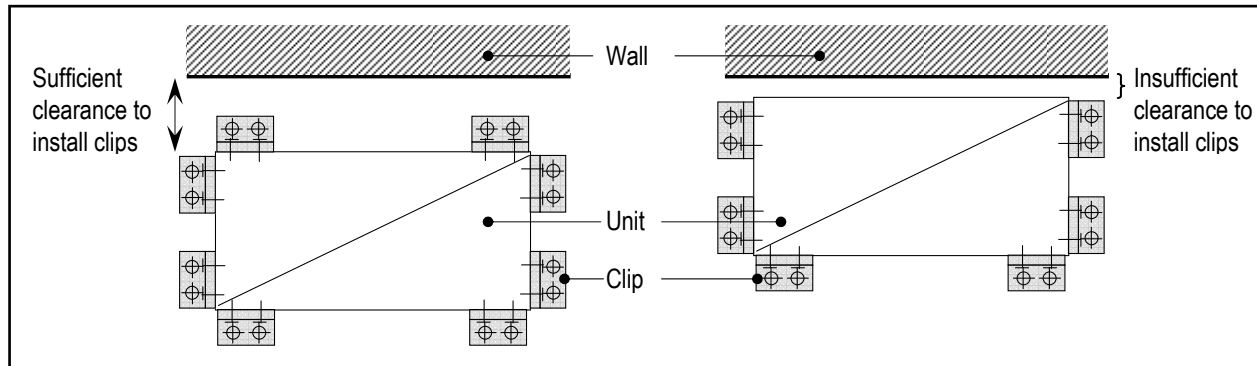 Sufficient
clearance to
install clips
Wall
Insufficient
clearance to
install clips
Unit
Clip